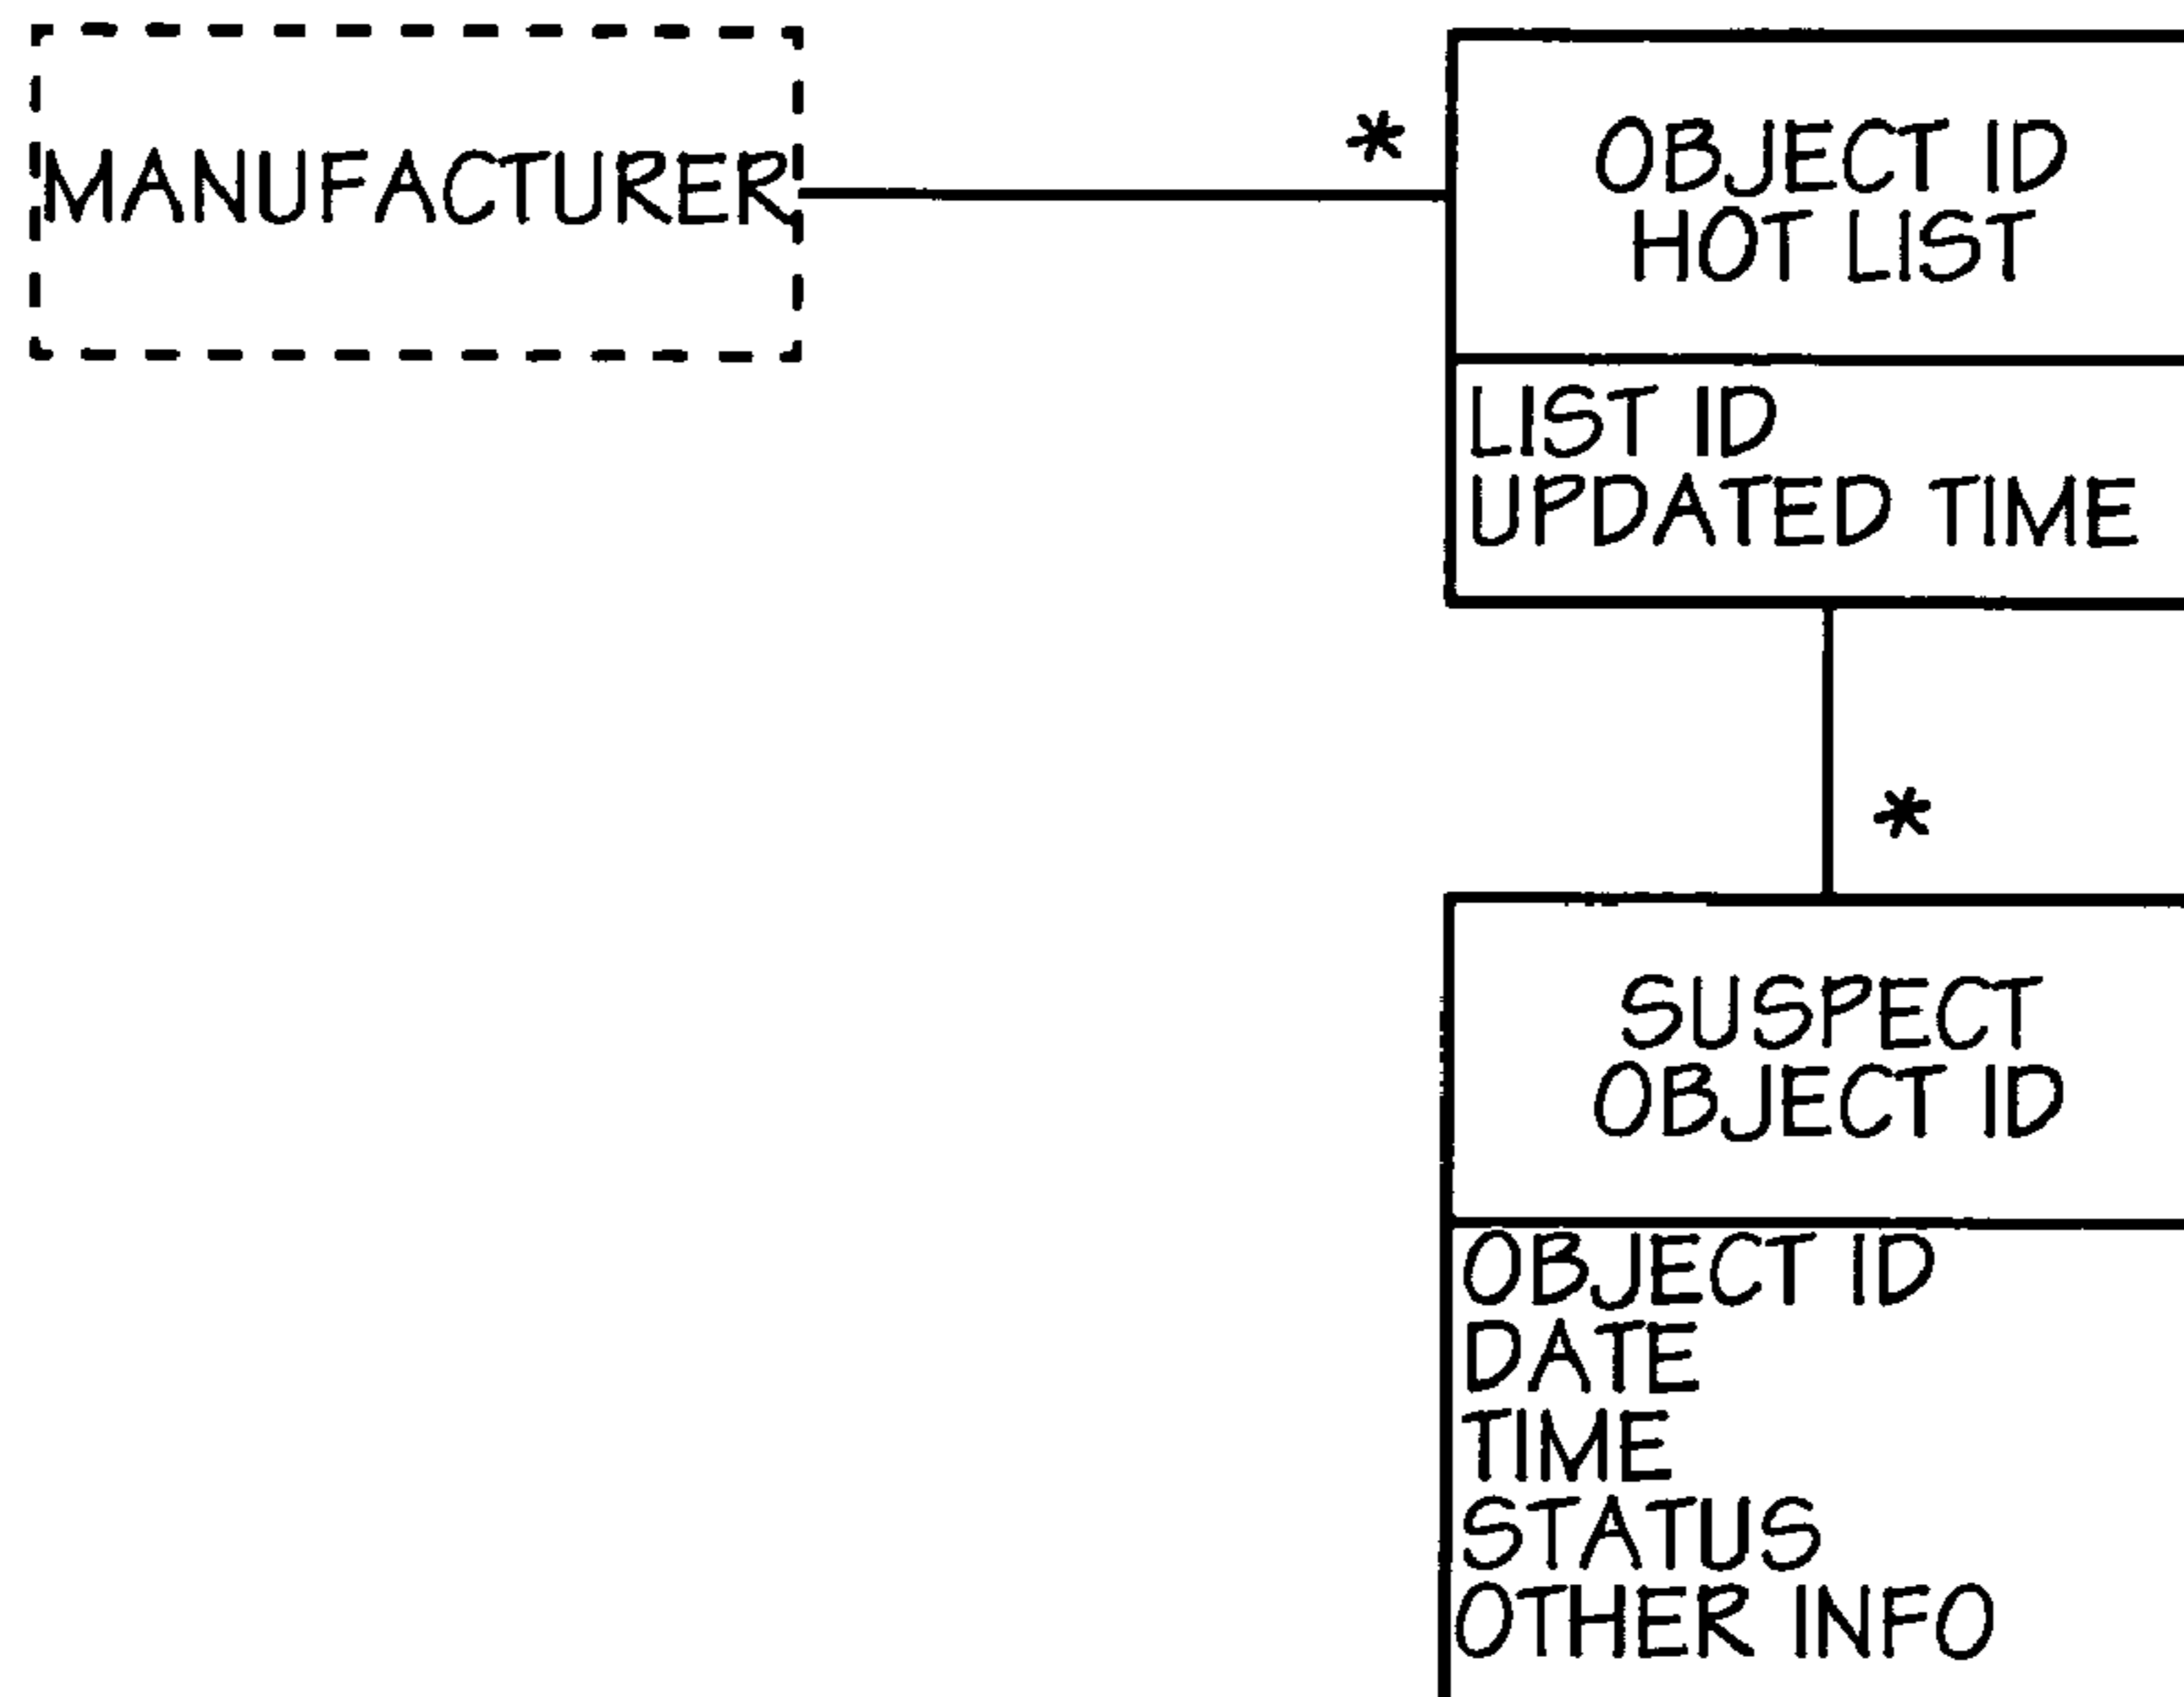 MANUFACTURER
*
OBJECT ID
HOT LIST
LIST ID
UPDATED TIME
*
SUSPECT
OBJECT ID
OBJECT ID
DATE
TIME
STATUS
OTHER INFO